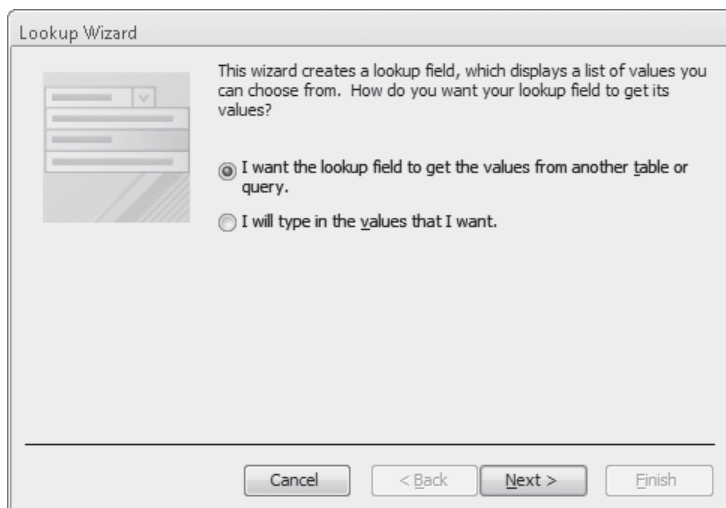 Lookup Wizard
This wizard creates a lookup field, which displays a list of values you
can choose from. How do you want your lookup field to get its
values?
I want the lookup field to get the values from another table or
query.
I will type in the values that I want.
Cancel
< Back
Next >
Finish